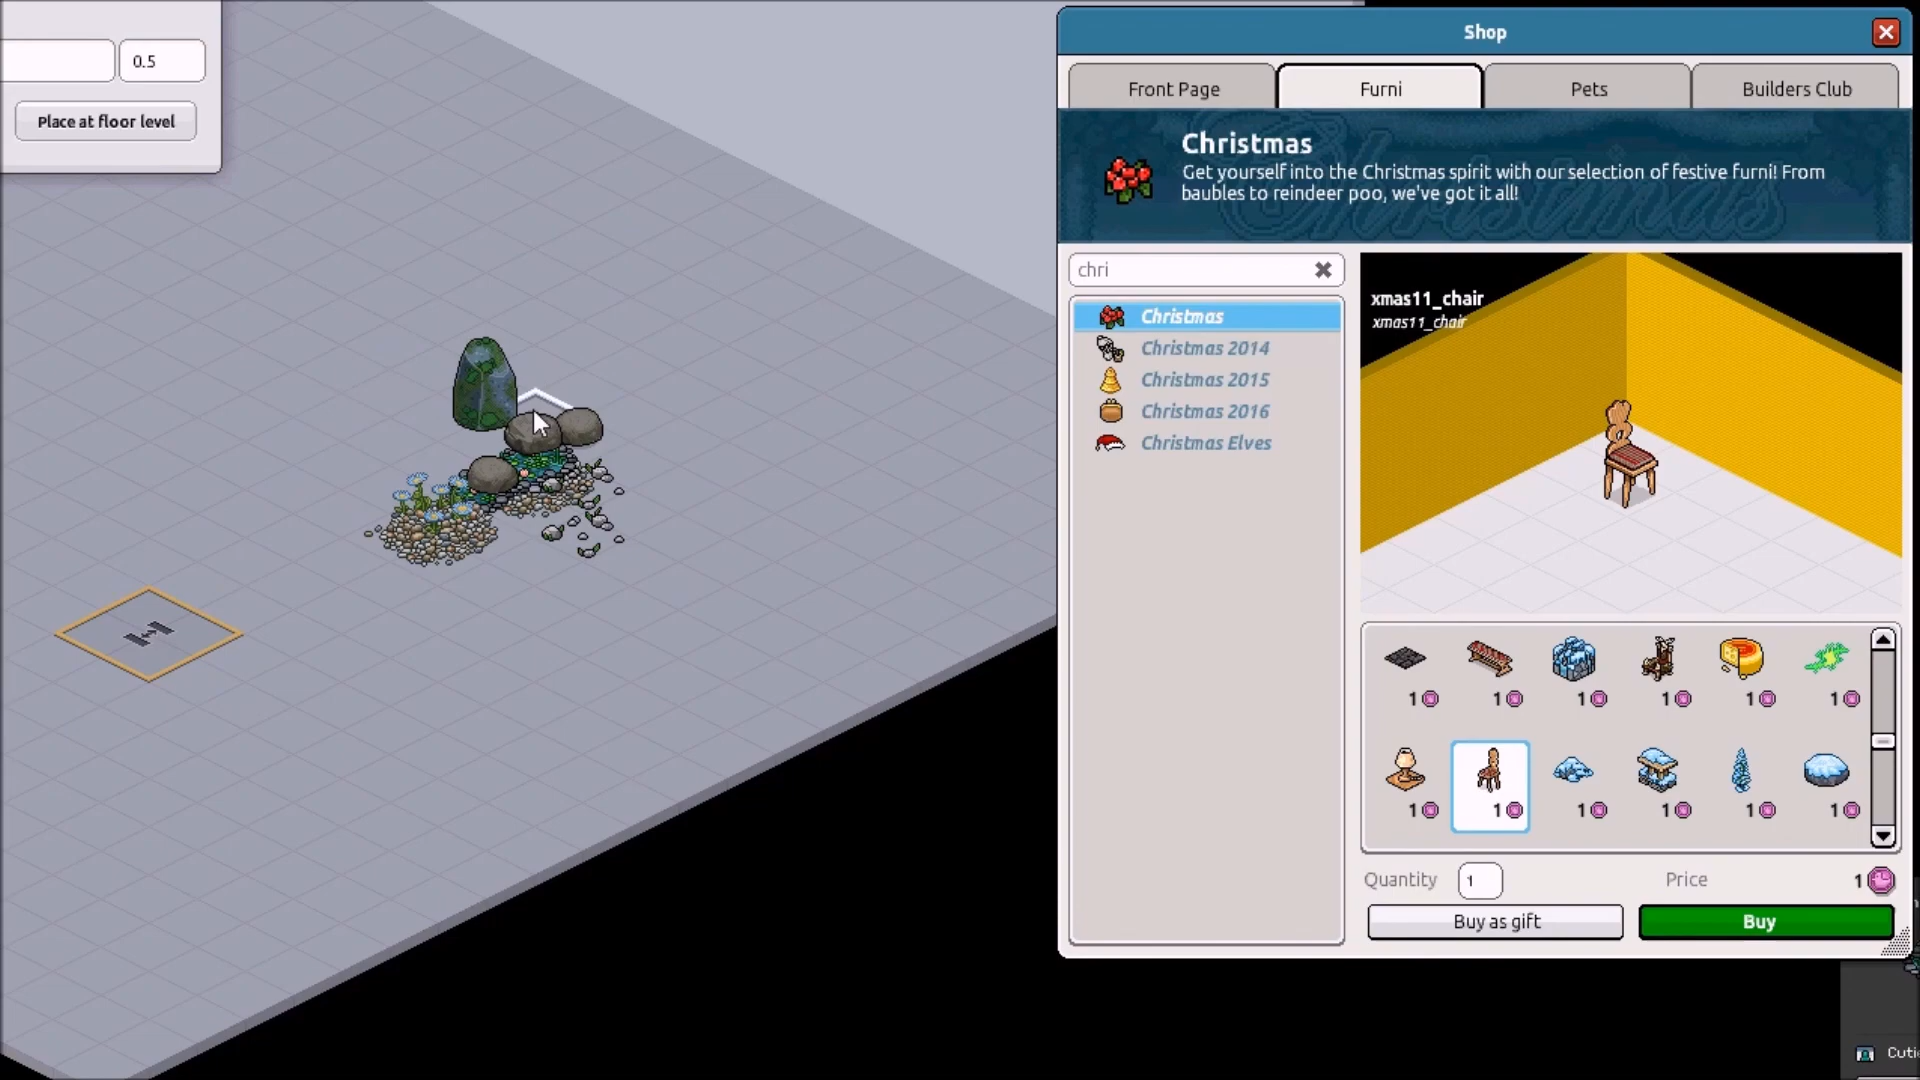 0.5
Place at floor level
Shop
Front Page
Furni
Pets
Builders Club
Christmas
Get yourself into the Christmas spirit with our selection of festive furni! From
baubles to reindeer poo, we've got it all!
chri
Christmas
Christmas 2014
Christmas 2015
Christmas 2016
Christmas Elves
xmas11_chair
xmas11_chair
1 1 1 1 1 1
1 1 1 1 1 1
Quantity 1 Price 1
Buy as gift
Buy